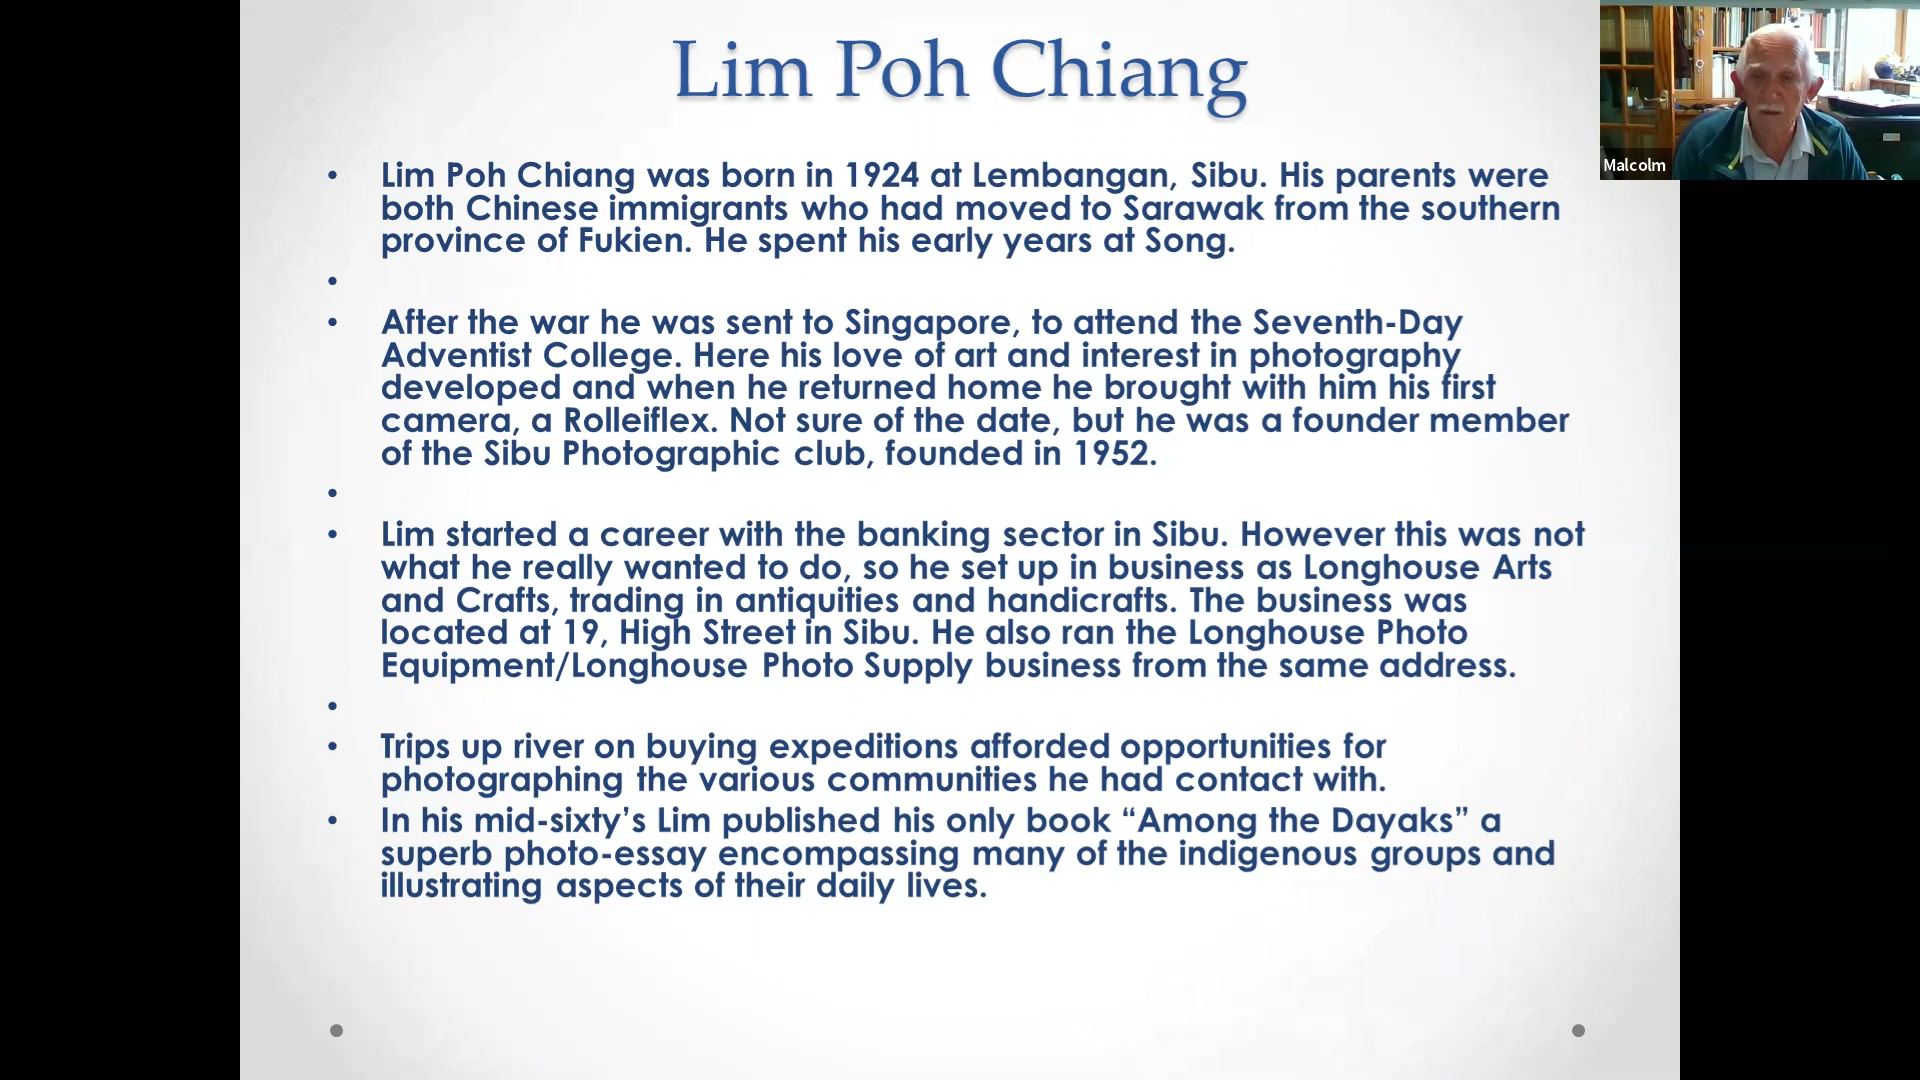 Lim Poh Chiang
Malcolm
• Lim Poh Chiang was born in 1924 at Lembangan, Sibu. His parents were
both Chinese immigrants who had moved to Sarawak from the southern
province of Fukien. He spent his early years at Song.
•
• After the war he was sent to Singapore, to attend the Seventh-Day
Adventist College. Here his love of art and interest in photography
developed and when he returned home he brought with him his first
camera, a Rolleiflex. Not sure of the date, but he was a founder member
of the Sibu Photographic club, founded in 1952.
•
• Lim started a career with the banking sector in Sibu. However this was not
what he really wanted to do, so he set up in business as Longhouse Arts
and Crafts, trading in antiquities and handicrafts. The business was
located at 19, High Street in Sibu. He also ran the Longhouse Photo
Equipment/Longhouse Photo Supply business from the same address.
•
• Trips up river on buying expeditions afforded opportunities for
photographing the various communities he had contact with.
• In his mid-sixty’s Lim published his only book “Among the Dayaks” a
superb photo-essay encompassing many of the indigenous groups and
illustrating aspects of their daily lives.